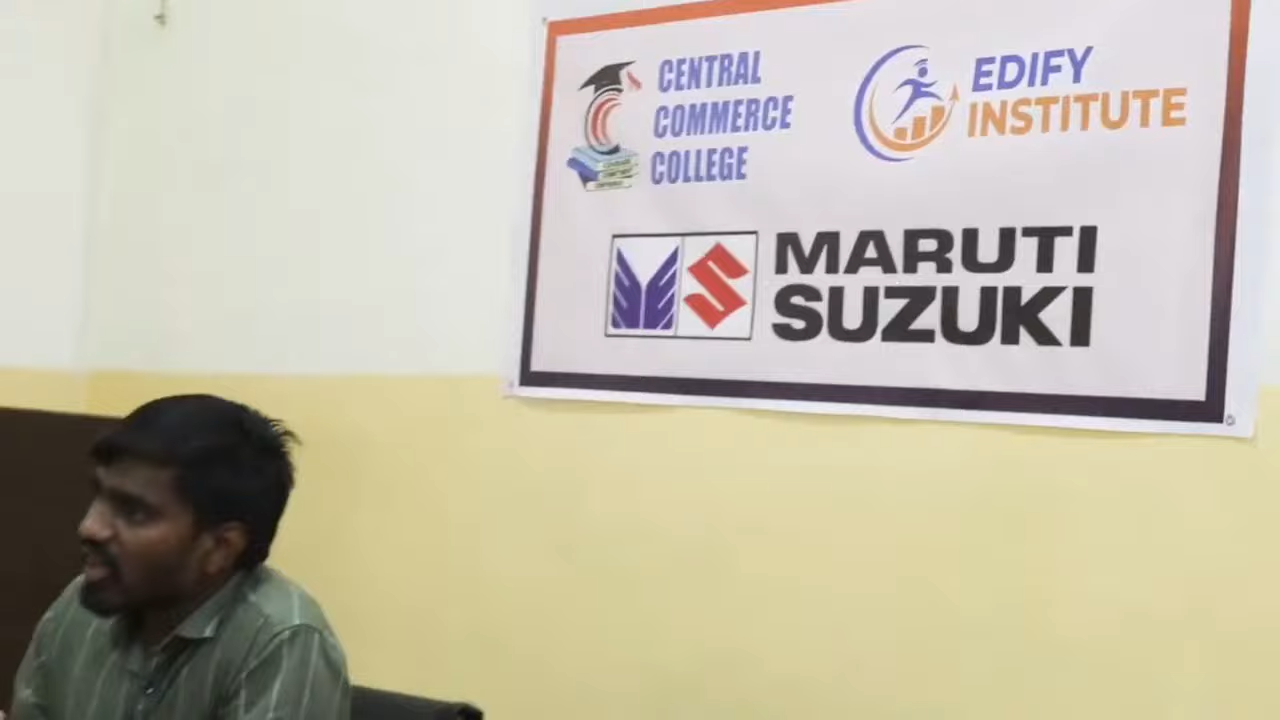 CENTRAL
COMMERCE
COLLEGE
EDIFY
INSTITUTE
MARUTI
SUZUKI